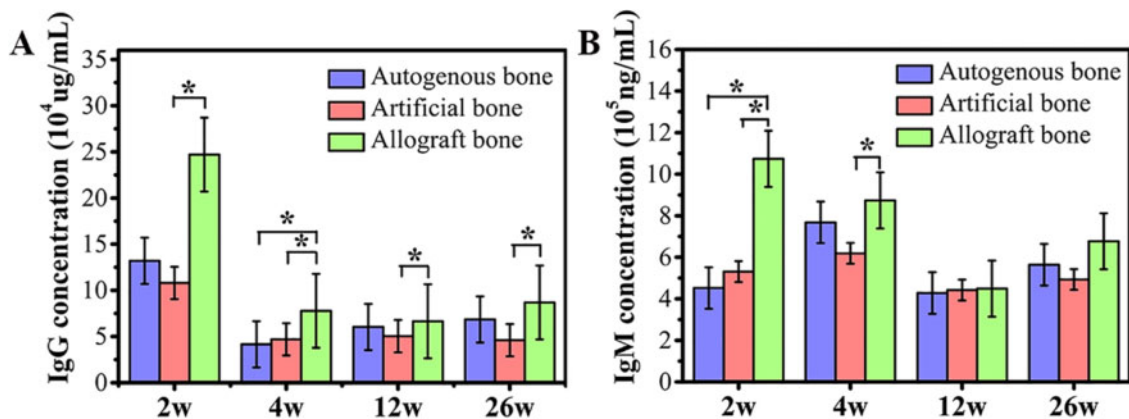 A
IgG concentration (10⁴ug/mL)
35
30
25
20
15
10
5
0
Autogenous bone
Artificial bone
Allograft bone
*
*
*
*
*
2w
4w
12w
26w
B
IgM concentration (10⁵ng/mL)
16
14
12
10
8
6
4
2
0
Autogenous bone
Artificial bone
Allograft bone
*
*
*
2w
4w
12w
26w